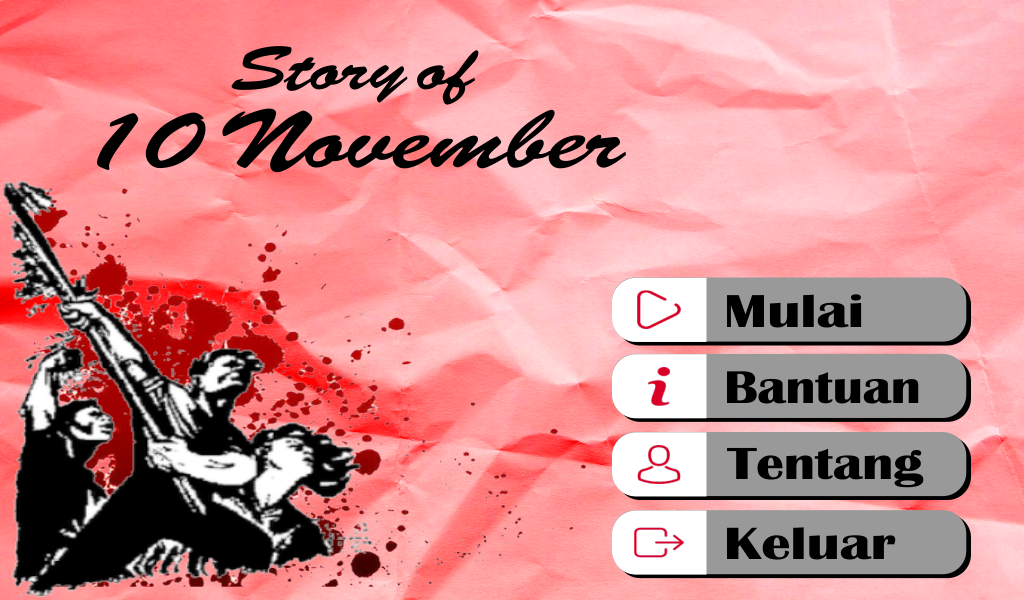 Story of
10 November
Mulai
Bantuan
Tentang
Keluar